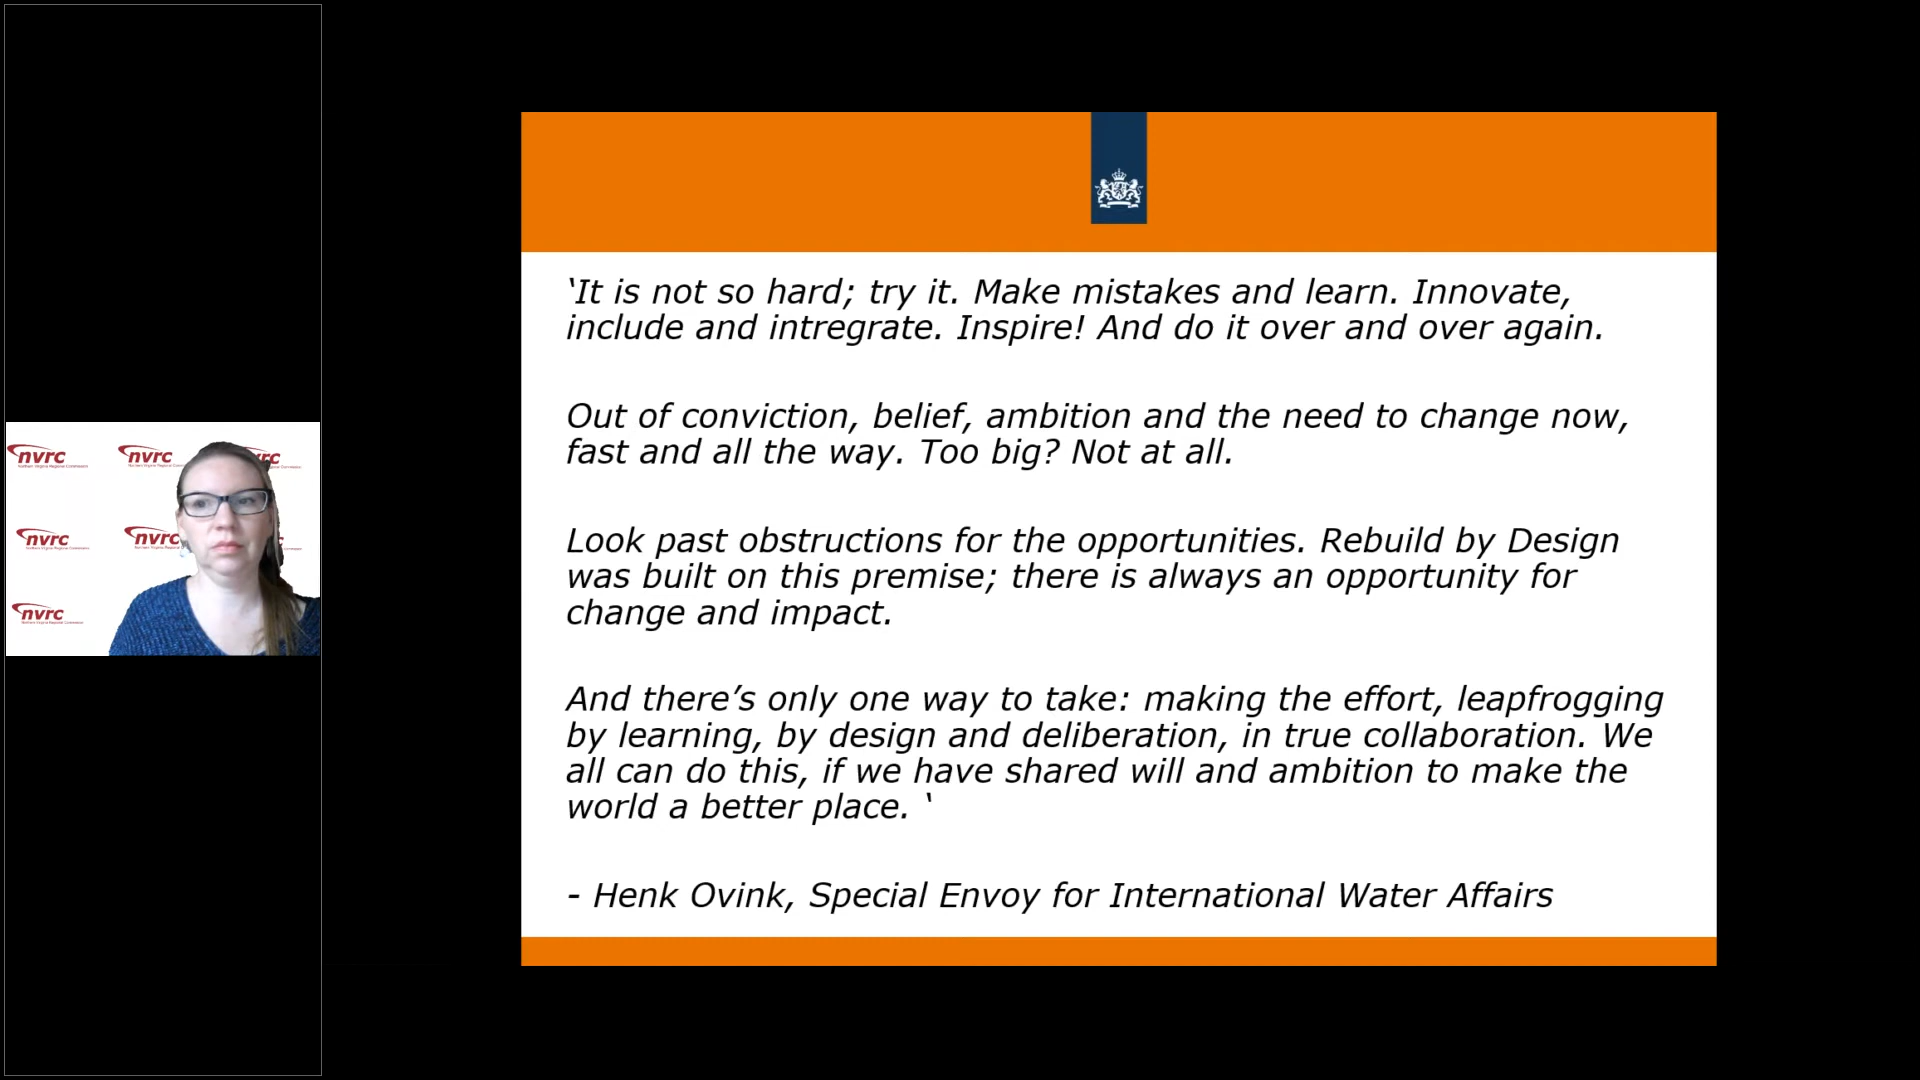 nvrc
nvrc
nvrc
nvrc
nvrc
‘It is not so hard; try it. Make mistakes and learn. Innovate,
include and intregrate. Inspire! And do it over and over again.
Out of conviction, belief, ambition and the need to change now,
fast and all the way. Too big? Not at all.
Look past obstructions for the opportunities. Rebuild by Design
was built on this premise; there is always an opportunity for
change and impact.
And there’s only one way to take: making the effort, leapfrogging
by learning, by design and deliberation, in true collaboration. We
all can do this, if we have shared will and ambition to make the
world a better place. ‘
- Henk Ovink, Special Envoy for International Water Affairs